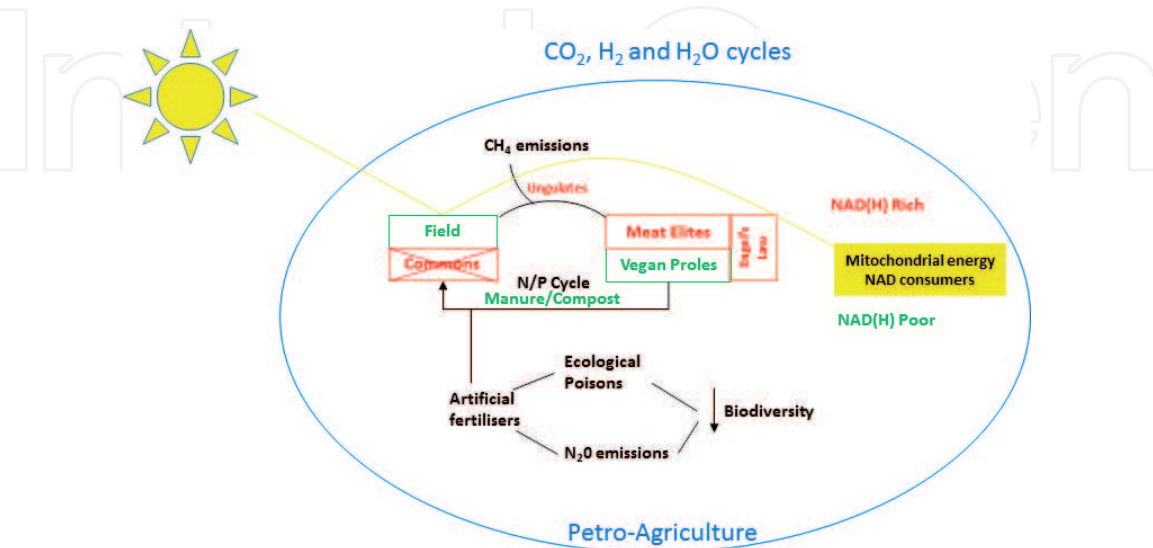 CO₂, H₂ and H₂O cycles
CH₄ emissions
Ungulates
NAD(H) Rich
Field
Meat Elites
Engel's
Law
Commons
Vegan Proles
Mitochondrial energy
NAD consumers
N/P Cycle
Manure/Compost
NAD(H) Poor
Ecological
Poisons
Artificial
fertilisers
Biodiversity
N₂0 emissions
Petro-Agriculture